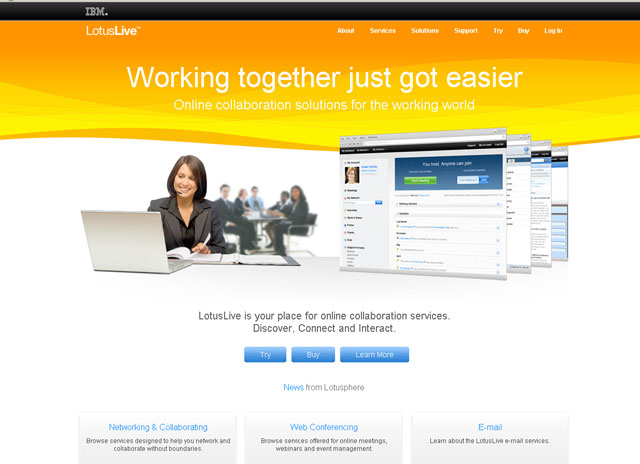 IBM.
LotusLive™
About Services Solutions Support Try Buy Log In
Working together just got easier
Online collaboration solutions for the working world
You host. Anyone can join
LotusLive is your place for online collaboration services.
Discover, Connect and Interact.
Try Buy Learn More
News from Lotusphere
Networking & Collaborating
Browse services designed to help you network and
collaborate without boundaries.
Web Conferencing
Browse services offered for online meetings,
webinars and event management.
E-mail
Learn about the LotusLive e-mail services.